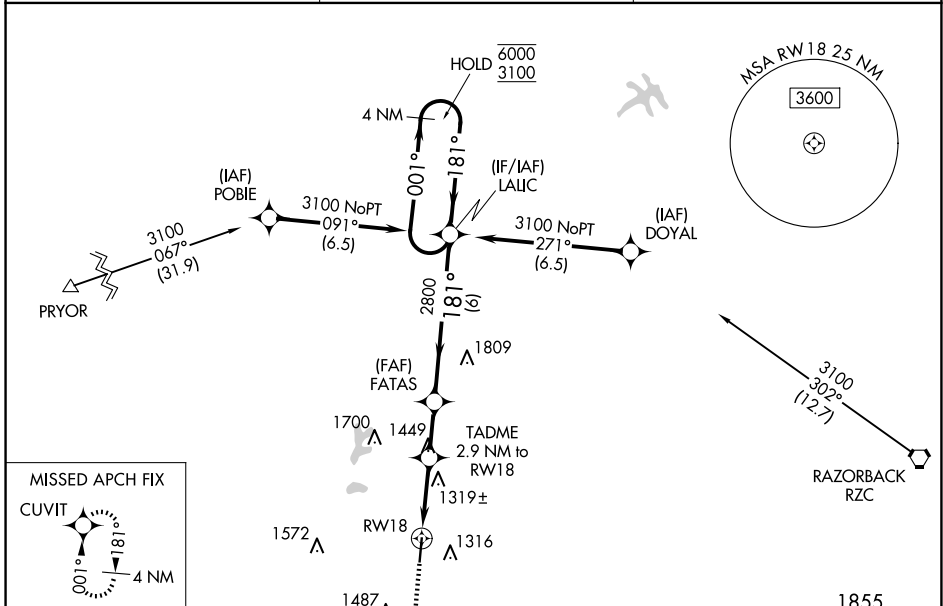 HOLD 6000
3100
4 NM
001°
181°
(IF/IAF)
LALIC
MSA RW18 25 NM
3600
(IAF)
POBIE
3100 NoPT
091°
(6.5)
3100 NoPT
271°
(6.5)
(IAF)
DOYAL
3100
067°
(31.9)
PRYOR
2800
181°
(6)
1809
(FAF)
FATAS
3100
302°
(12.7)
RAZORBACK
RZC
1700
1449
TADME
2.9 NM to
RW18
1319±
MISSED APCH FIX
CUVIT
181°
001°
4 NM
RW18
1572
1316
1487
1855